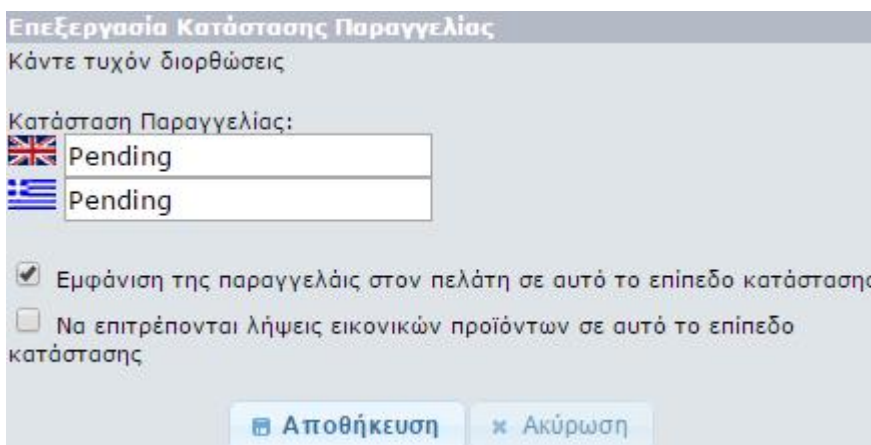 Επεξεργασία Κατάστασης Παραγγελίας
Κάντε τυχόν διορθώσεις
Κατάσταση Παραγγελίας:
Pending
Pending
Εμφάνιση της παραγγελάις στον πελάτη σε αυτό το επίπεδο κατάστασης
Να επιτρέπονται λήψεις εικονικών προϊόντων σε αυτό το επίπεδο
κατάστασης
Αποθήκευση Ακύρωση